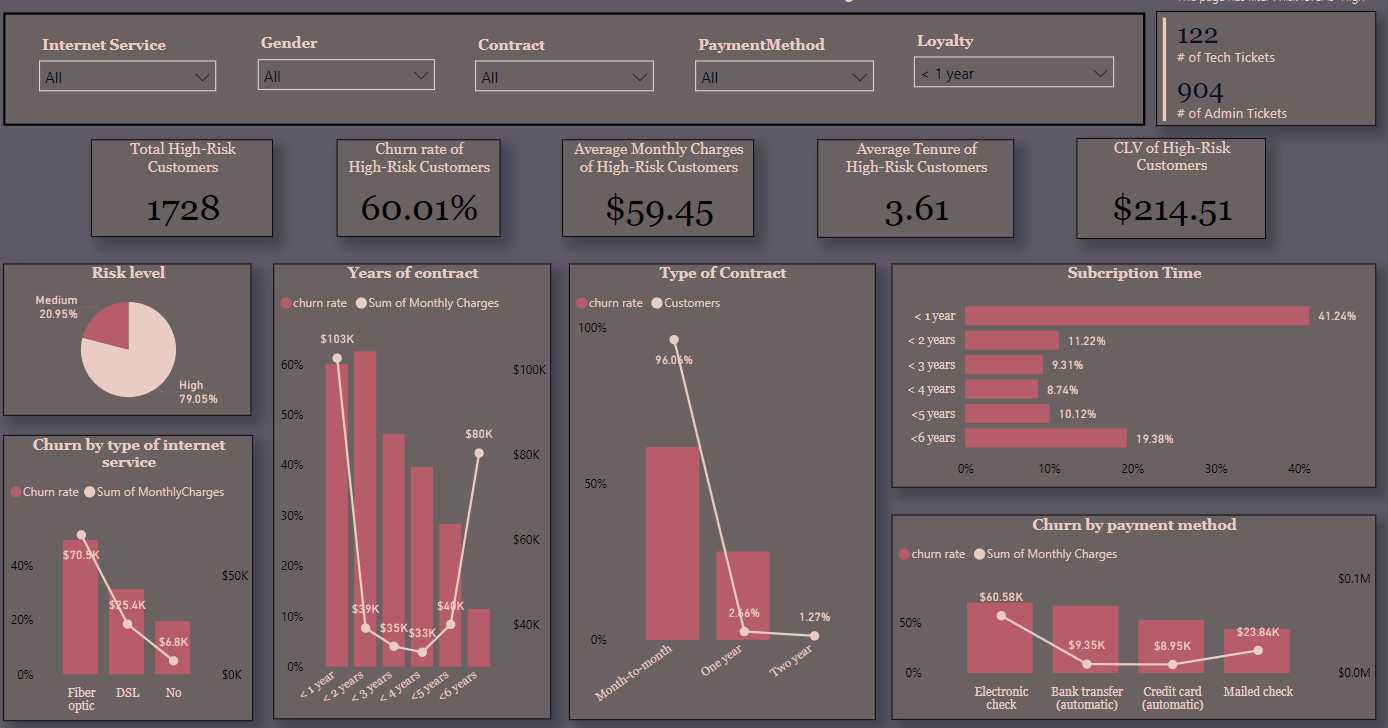 Internet Service
Gender
Contract
PaymentMethod
Loyalty
All
All
All
All
< 1 year
122
# of Tech Tickets
904
# of Admin Tickets
Total High-Risk
Customers
1728
Churn rate of
High-Risk Customers
60.01%
Average Monthly Charges
of High-Risk Customers
$59.45
Average Tenure of
High-Risk Customers
3.61
CLV of High-Risk
Customers
$214.51
Risk level
Medium
20.95%
High
79.05%
Churn by type of internet
service
Churn rate
Sum of MonthlyCharges
40%
20%
0%
$70.5K
$25.4K
$6.8K
$50K
$0K
Fiber
optic
DSL
No
Years of contract
churn rate
Sum of Monthly Charges
60%
50%
40%
30%
20%
10%
0%
$103K
$39K
$35K
$33K
$40K
$80K
$100K
$80K
$60K
$40K
< 1 year
< 2 years
< 3 years
< 4 years
<5 years
<6 years
Type of Contract
churn rate
Customers
100%
50%
0%
96.06%
2.66%
1.27%
Month-to-month
One year
Two year
Subcription Time
< 1 year
41.24%
< 2 years
11.22%
< 3 years
9.31%
< 4 years
8.74%
<5 years
10.12%
<6 years
19.38%
0%
10%
20%
30%
40%
Churn by payment method
churn rate
Sum of Monthly Charges
50%
0%
$60.58K
$9.35K
$8.95K
$23.84K
$0.1M
$0.0M
Electronic
check
Bank transfer
(automatic)
Credit card
(automatic)
Mailed check